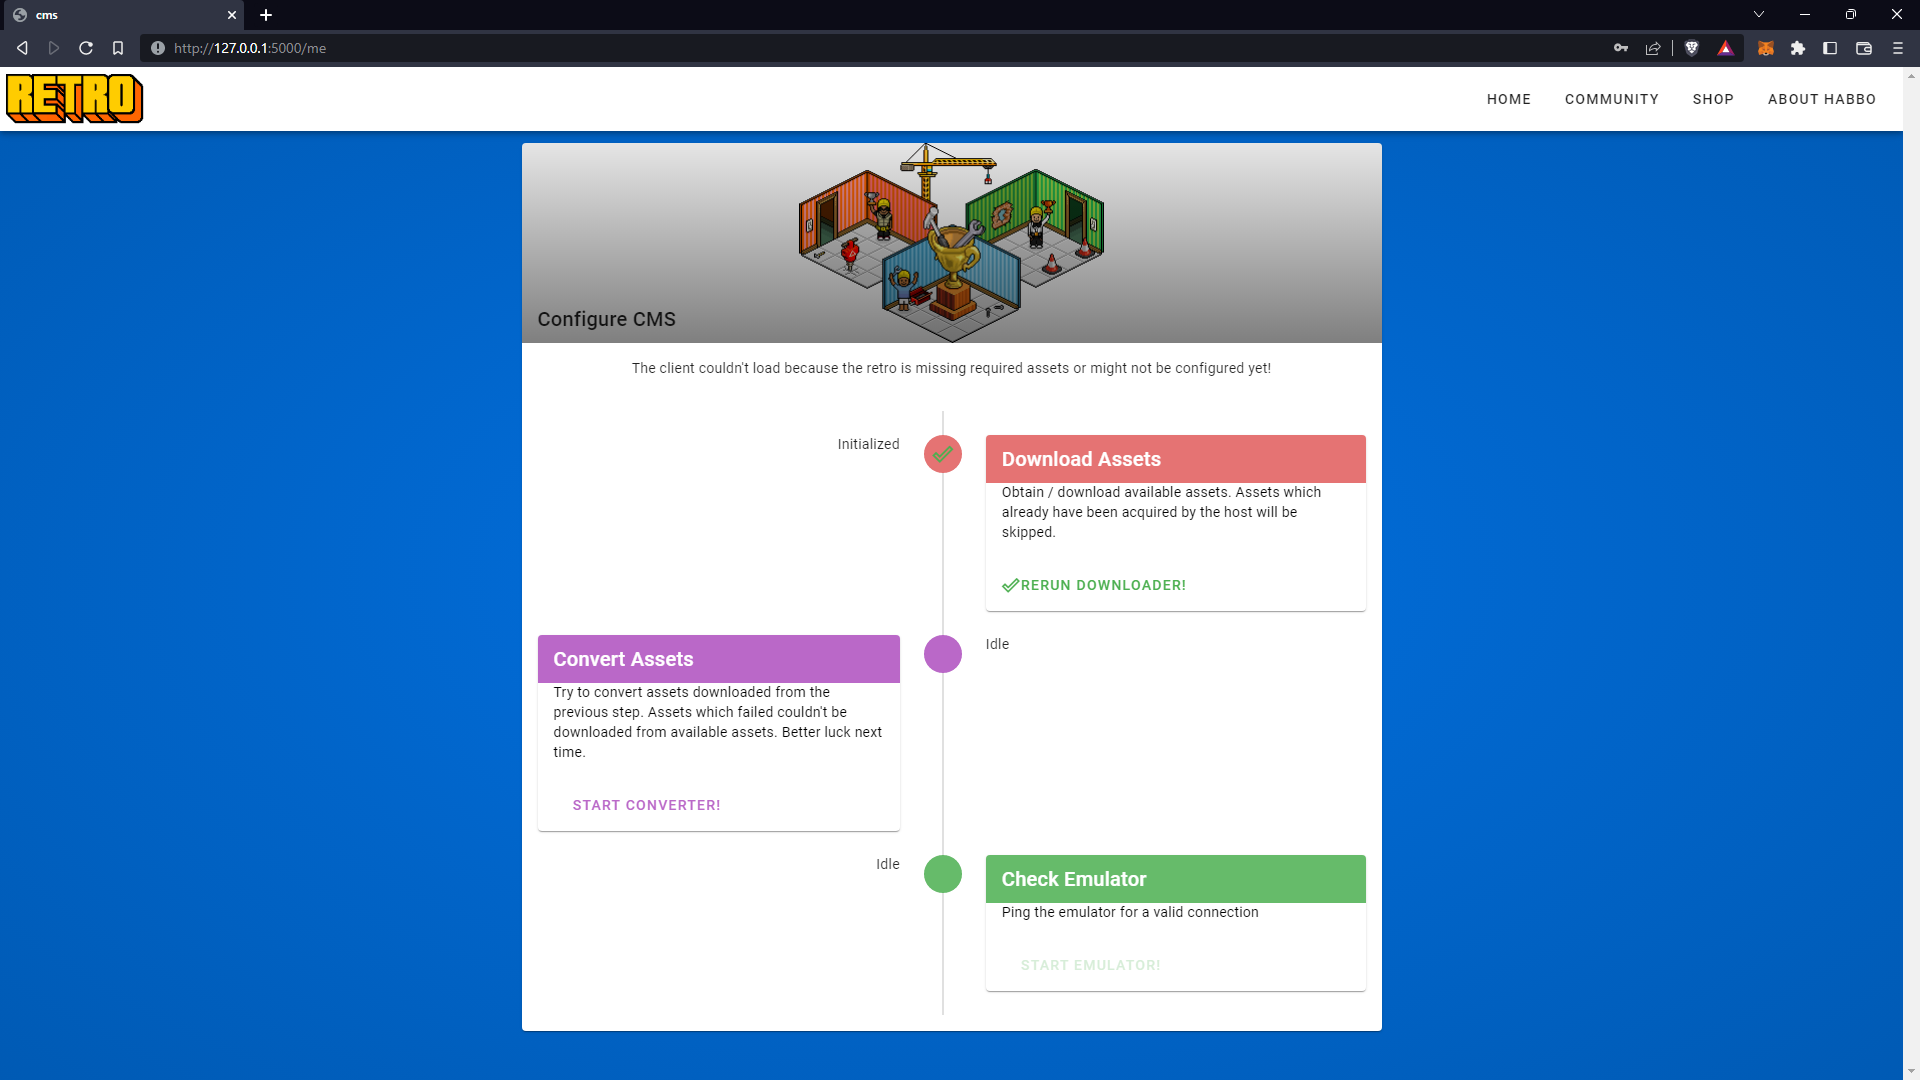 cms
http://127.0.0.1:5000/me
RETRO
HOME
COMMUNITY
SHOP
ABOUT HABBO
Configure CMS
The client couldn't load because the retro is missing required assets or might not be configured yet!
Initialized
Download Assets
Obtain / download available assets. Assets which
already have been acquired by the host will be
skipped.
RERUN DOWNLOADER!
Convert Assets
Try to convert assets downloaded from the
previous step. Assets which failed couldn't be
downloaded from available assets. Better luck next
time.
START CONVERTER!
Idle
Idle
Check Emulator
Ping the emulator for a valid connection
START EMULATOR!